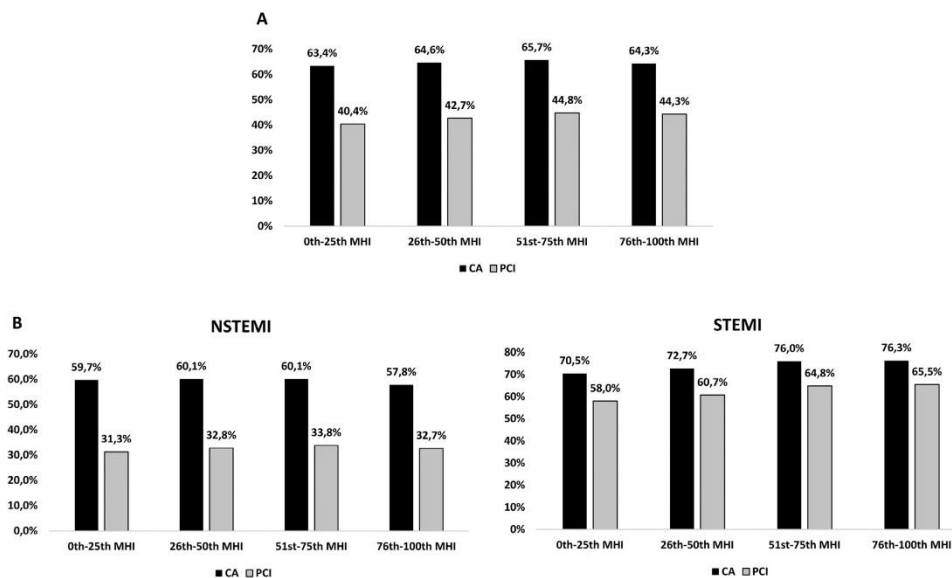 A
70%
60%
50%
40%
30%
20%
10%
0%
63,4%
40,4%
64,6%
42,7%
65,7%
44,8%
64,3%
44,3%
0th-25th MHI
26th-50th MHI
51st-75th MHI
76th-100th MHI
CA
PCI
B
NSTEMI
70,0%
60,0%
50,0%
40,0%
30,0%
20,0%
10,0%
0,0%
59,7%
31,3%
60,1%
32,8%
60,1%
33,8%
57,8%
32,7%
0th-25th MHI
26th-50th MHI
51st-75th MHI
76th-100th MHI
CA
PCI
STEMI
80%
70%
60%
50%
40%
30%
20%
10%
0%
70,5%
58,0%
72,7%
60,7%
76,0%
64,8%
76,3%
65,5%
0th-25th MHI
26th-50th MHI
51st-75th MHI
76th-100th MHI
CA
PCI